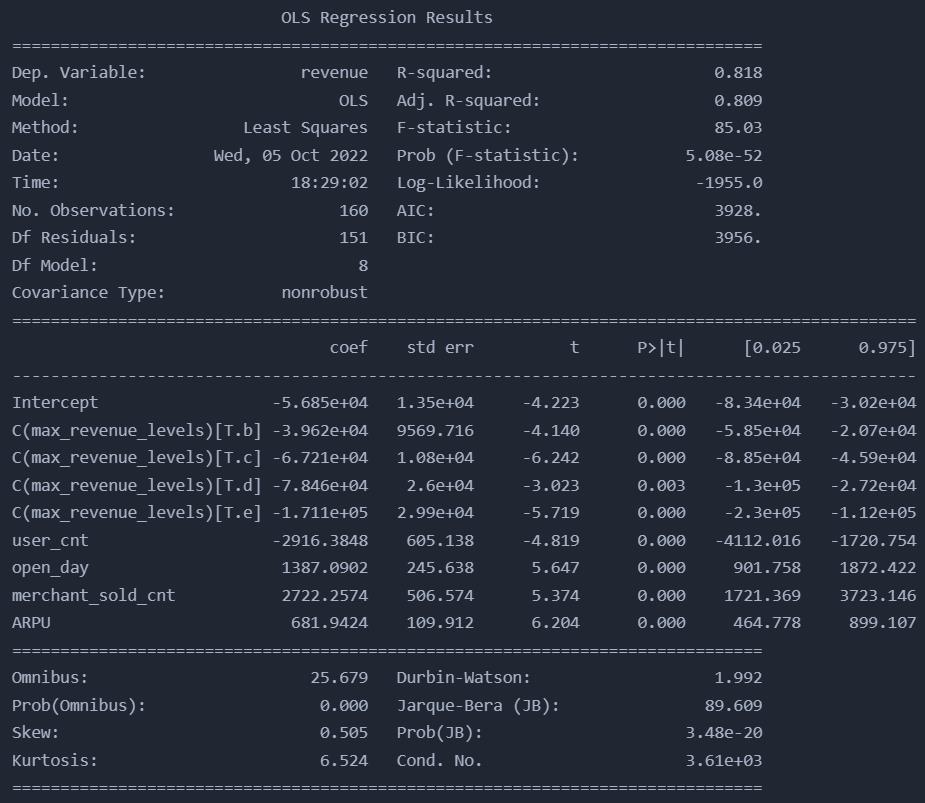 OLS Regression Results
==============================================================================
Dep. Variable: revenue R-squared: 0.818
Model: OLS Adj. R-squared: 0.809
Method: Least Squares F-statistic: 85.03
Date: Wed, 05 Oct 2022 Prob (F-statistic): 5.08e-52
Time: 18:29:02 Log-Likelihood: -1955.0
No. Observations: 160 AIC: 3928.
Df Residuals: 151 BIC: 3956.
Df Model: 8
Covariance Type: nonrobust
==============================================================================================
coef std err t P>|t| [0.025 0.975]
----------------------------------------------------------------------------------------------
Intercept -5.685e+04 1.35e+04 -4.223 0.000 -8.34e+04 -3.02e+04
C(max_revenue_levels)[T.b] -3.962e+04 9569.716 -4.140 0.000 -5.85e+04 -2.07e+04
C(max_revenue_levels)[T.c] -6.721e+04 1.08e+04 -6.242 0.000 -8.85e+04 -4.59e+04
C(max_revenue_levels)[T.d] -7.846e+04 2.6e+04 -3.023 0.003 -1.3e+05 -2.72e+04
C(max_revenue_levels)[T.e] -1.711e+05 2.99e+04 -5.719 0.000 -2.3e+05 -1.12e+05
user_cnt -2916.3848 605.138 -4.819 0.000 -4112.016 -1720.754
open_day 1387.0902 245.638 5.647 0.000 901.758 1872.422
merchant_sold_cnt 2722.2574 506.574 5.374 0.000 1721.369 3723.146
ARPU 681.9424 109.912 6.204 0.000 464.778 899.107
==============================================================================
Omnibus: 25.679 Durbin-Watson: 1.992
Prob(Omnibus): 0.000 Jarque-Bera (JB): 89.609
Skew: 0.505 Prob(JB): 3.48e-20
Kurtosis: 6.524 Cond. No. 3.61e+03
==============================================================================